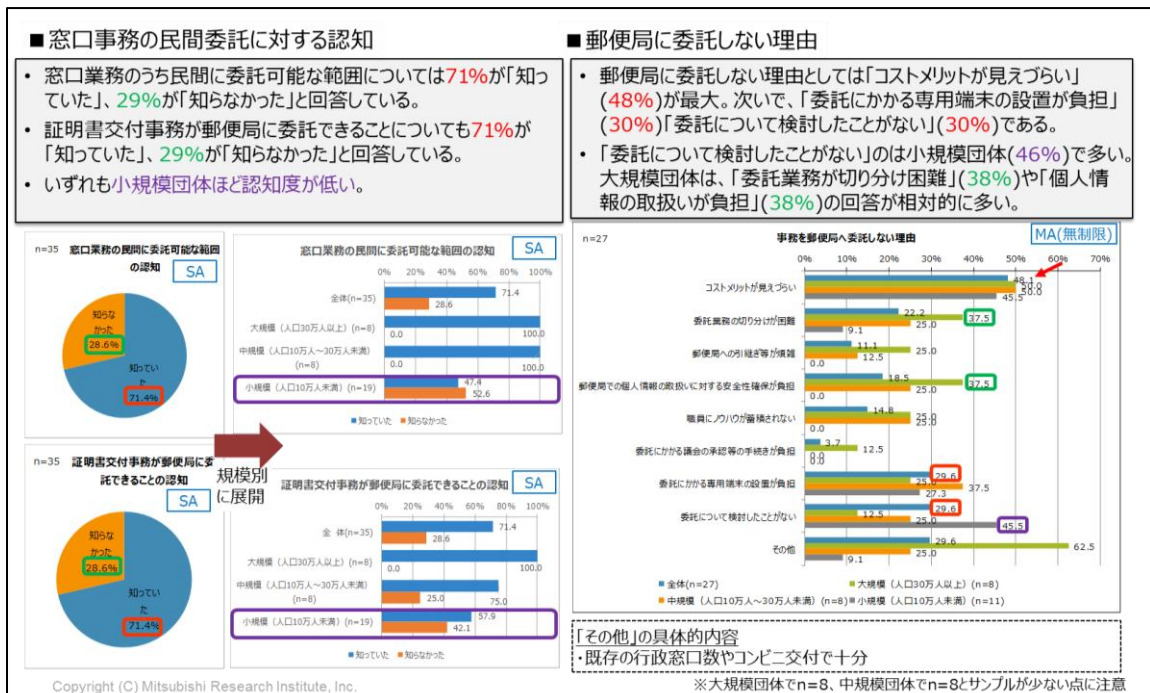 ■窓口事務の民間委託に対する認知
• 窓口業務のうち民間に委託可能な範囲については71%が「知っ
ていた」、29%が「知らなかった」と回答している。
• 証明書交付事務が郵便局に委託できることについても71%が
「知っていた」、29%が「知らなかった」と回答している。
• いずれも小規模団体ほど認知度が低い。
n=35 窓口業務の民間に委託可能な範囲
の認知
SA
知らな
かった
28.6%
知ってい
た
71.4%
窓口業務の民間に委託可能な範囲の認知
SA
0% 20% 40% 60% 80% 100%
全体(n=35)
71.4
28.6
大規模（人口30万人以上）(n=8)
100.0
0.0
中規模（人口10万人～30万人未満）
(n=8)
100.0
0.0
小規模（人口10万人未満）(n=19)
47.4
52.6
■知っていた ■知らなかった
規模別
に展開
n=35 証明書交付事務が郵便局に委
託できることの認知
SA
知らな
かった
28.6%
知ってい
た
71.4%
証明書交付事務が郵便局に委託できることの認知
SA
0% 20% 40% 60% 80% 100%
全 体(n=35)
71.4
28.6
大規模（人口30万人以上）(n=8)
100.0
0.0
中規模（人口10万人～30万人未満）
(n=8)
75.0
25.0
小規模（人口10万人未満）(n=19)
57.9
42.1
■知っていた ■知らなかった
■郵便局に委託しない理由
• 郵便局に委託しない理由としては「コストメリットが見えづらい」
(48%)が最大。次いで、「委託にかかる専用端末の設置が負担」
(30%)「委託について検討したことがない」(30%)である。
• 「委託について検討したことがない」のは小規模団体(46%)で多い。
大規模団体は、「委託業務が切り分け困難」(38%)や「個人情
報の取扱いが負担」(38%)の回答が相対的に多い。
n=27
事務を郵便局へ委託しない理由
MA(無制限)
0% 10% 20% 30% 40% 50% 60% 70%
コストメリットが見えづらい
48.1
50.0
50.0
45.5
委託業務の切り分けが困難
22.2
37.5
25.0
9.1
郵便局への引継ぎ等が煩雑
11.1
25.0
12.5
0.0
郵便局での個人情報の取扱いに対する安全性確保が負担
18.5
37.5
25.0
0.0
職員にノウハウが蓄積されない
14.8
25.0
25.0
0.0
委託にかかる議会の承認等の手続きが負担
3.7
12.5
0.0
0.0
委託にかかる専用端末の設置が負担
29.6
25.0
37.5
27.3
委託について検討したことがない
29.6
12.5
25.0
45.5
その他
29.6
62.5
25.0
9.1
■全体(n=27) ■大規模（人口30万人以上）(n=8)
■中規模（人口10万人～30万人未満）(n=8) ■小規模（人口10万人未満）(n=11)
「その他」の具体的内容
・既存の行政窓口数やコンビニ交付で十分
Copyright (C) Mitsubishi Research Institute, Inc.
※大規模団体でn=8、中規模団体でn=8とサンプルが少ない点に注意